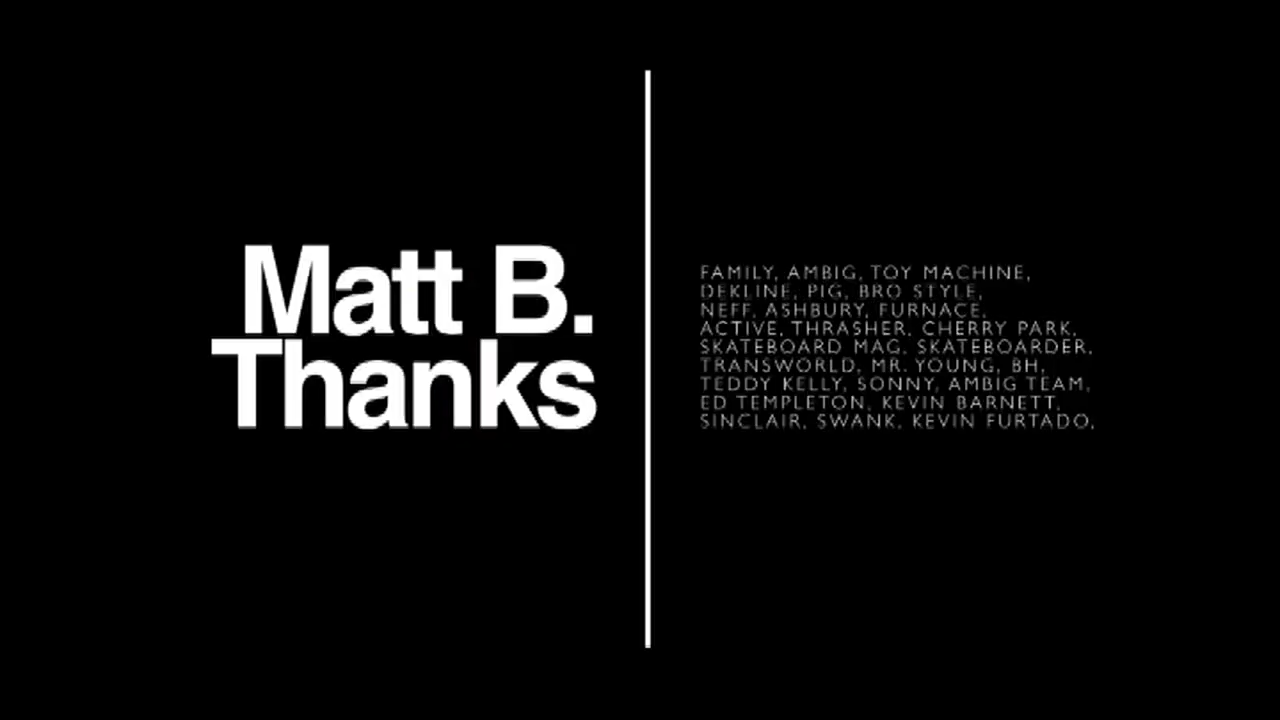 Matt B.
Thanks
FAMILY, AMBIG, TOY MACHINE,
DEKLINE, PIG, BRO STYLE,
NEFF, ASHBURY, FURNACE,
ACTIVE, THRASHER, CHERRY PARK,
SKATEBOARD MAG, SKATEBOARDER,
TRANSWORLD, MR. YOUNG, BH,
TEDDY KELLY, SONNY, AMBIG TEAM,
ED TEMPLETON, KEVIN BARNETT,
SINCLAIR, SWANK, KEVIN FURTADO,